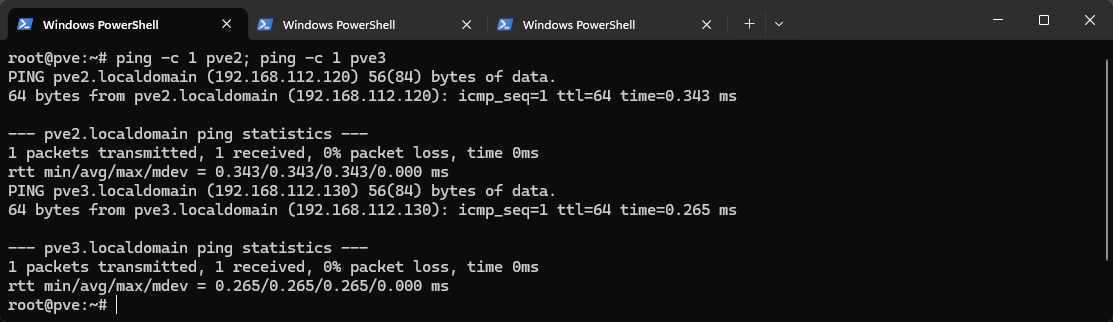 Windows PowerShell
Windows PowerShell
Windows PowerShell
root@pve:~# ping -c 1 pve2; ping -c 1 pve3
PING pve2.localdomain (192.168.112.120) 56(84) bytes of data.
64 bytes from pve2.localdomain (192.168.112.120): icmp_seq=1 ttl=64 time=0.343 ms

--- pve2.localdomain ping statistics ---
1 packets transmitted, 1 received, 0% packet loss, time 0ms
rtt min/avg/max/mdev = 0.343/0.343/0.343/0.000 ms
PING pve3.localdomain (192.168.112.130) 56(84) bytes of data.
64 bytes from pve3.localdomain (192.168.112.130): icmp_seq=1 ttl=64 time=0.265 ms

--- pve3.localdomain ping statistics ---
1 packets transmitted, 1 received, 0% packet loss, time 0ms
rtt min/avg/max/mdev = 0.265/0.265/0.265/0.000 ms
root@pve:~#